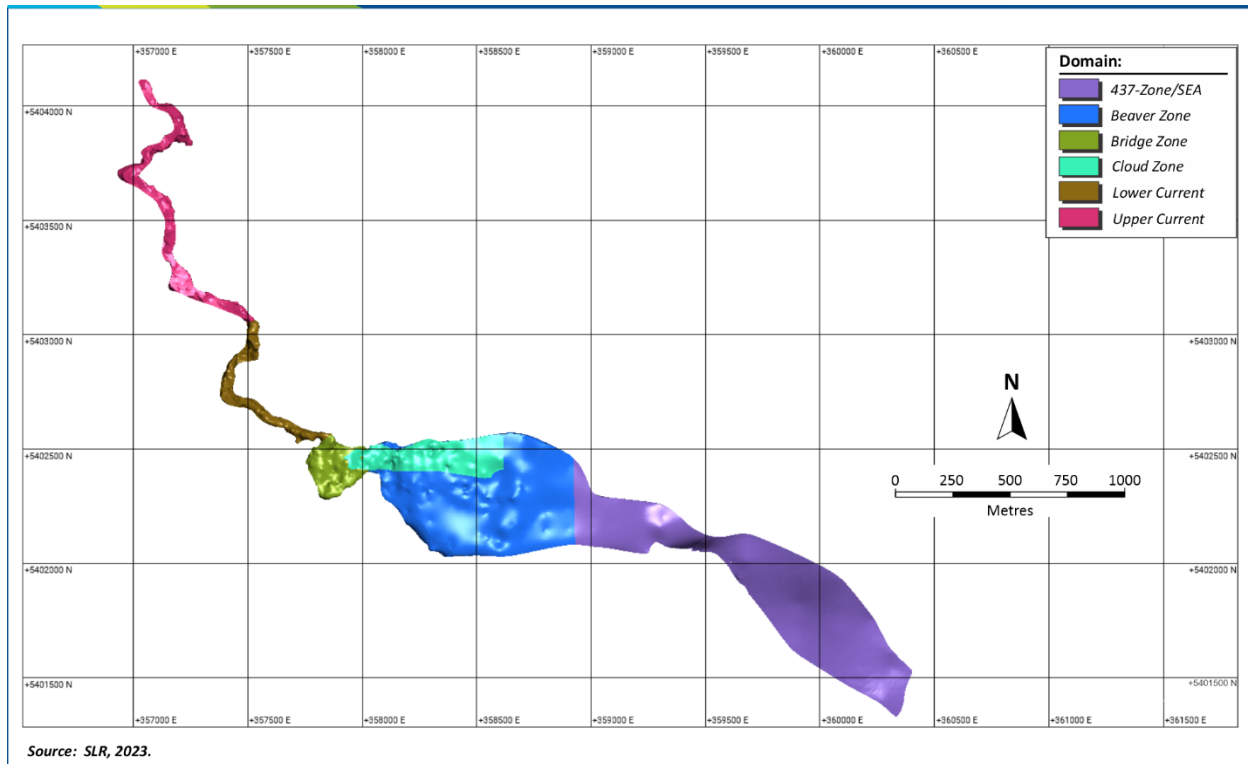 +357000 E
+357500 E
+358000 E
+358500 E
+359000 E
+359500 E
+360000 E
+360500 E
Domain:
437-Zone/SEA
Beaver Zone
Bridge Zone
Cloud Zone
Lower Current
Upper Current
+5404000 N
+5403500 N
+5403000 N
+5403000 N
N
+5402500 N
+5402500 N
0 250 500 750 1000
Metres
+5402000 N
+5402000 N
+5401500 N
+5401500 N
+357000 E
+357500 E
+358000 E
+358500 E
+359000 E
+359500 E
+360000 E
+360500 E
+361000 E
+361500 E
Source: SLR, 2023.